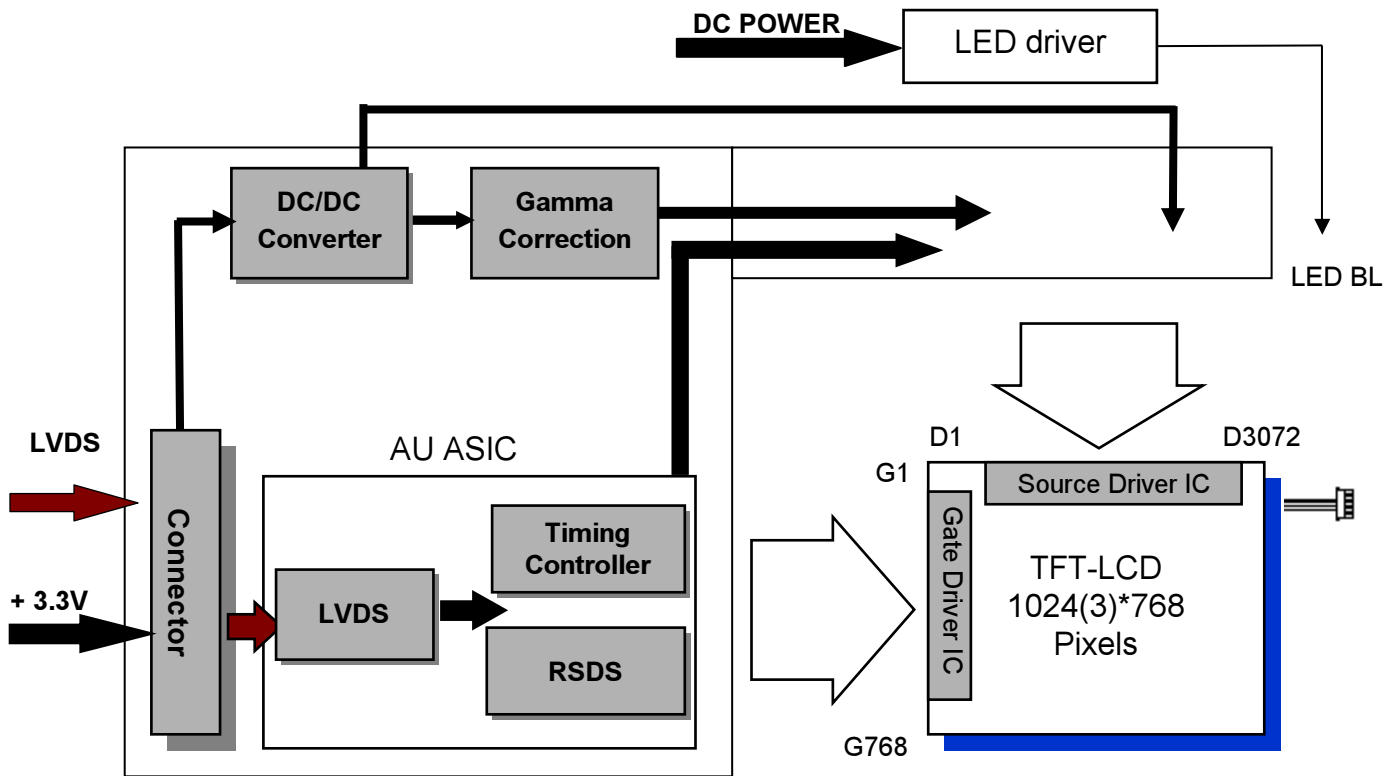 DC POWER
LED driver
DC/DC
Converter
Gamma
Correction
LED BL
LVDS
AU ASIC
D1
D3072
G1
Source Driver IC
Connector
Timing
Controller
Gate Driver IC
TFT-LCD
1024(3)*768
Pixels
+ 3.3V
LVDS
RSDS
G768